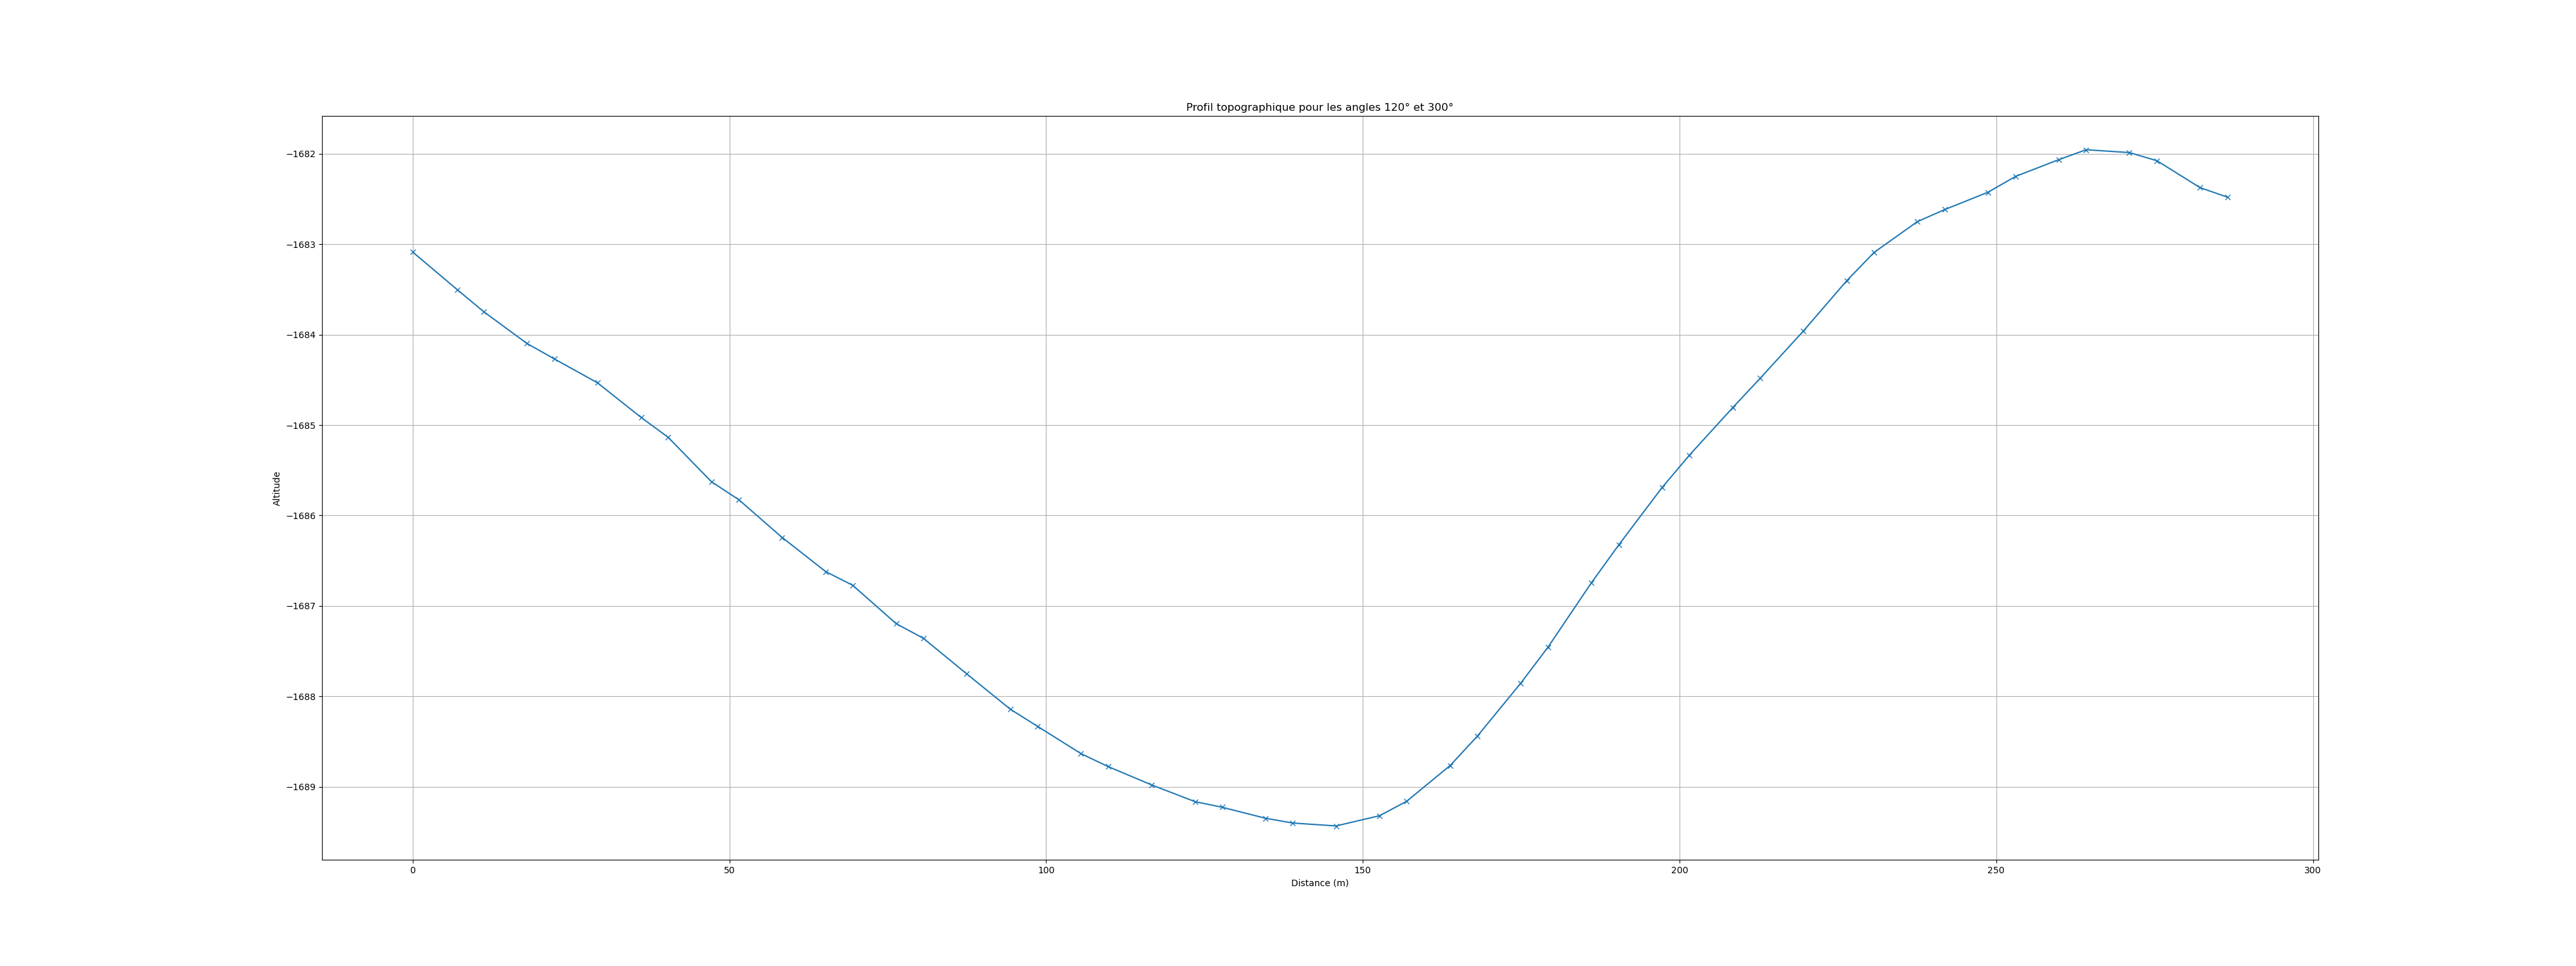 Profil topographique pour les angles 120° et 300°
−1682
−1683
−1684
−1685
−1686
−1687
−1688
−1689
Altitude
0 50 100 150 200 250 300
Distance (m)